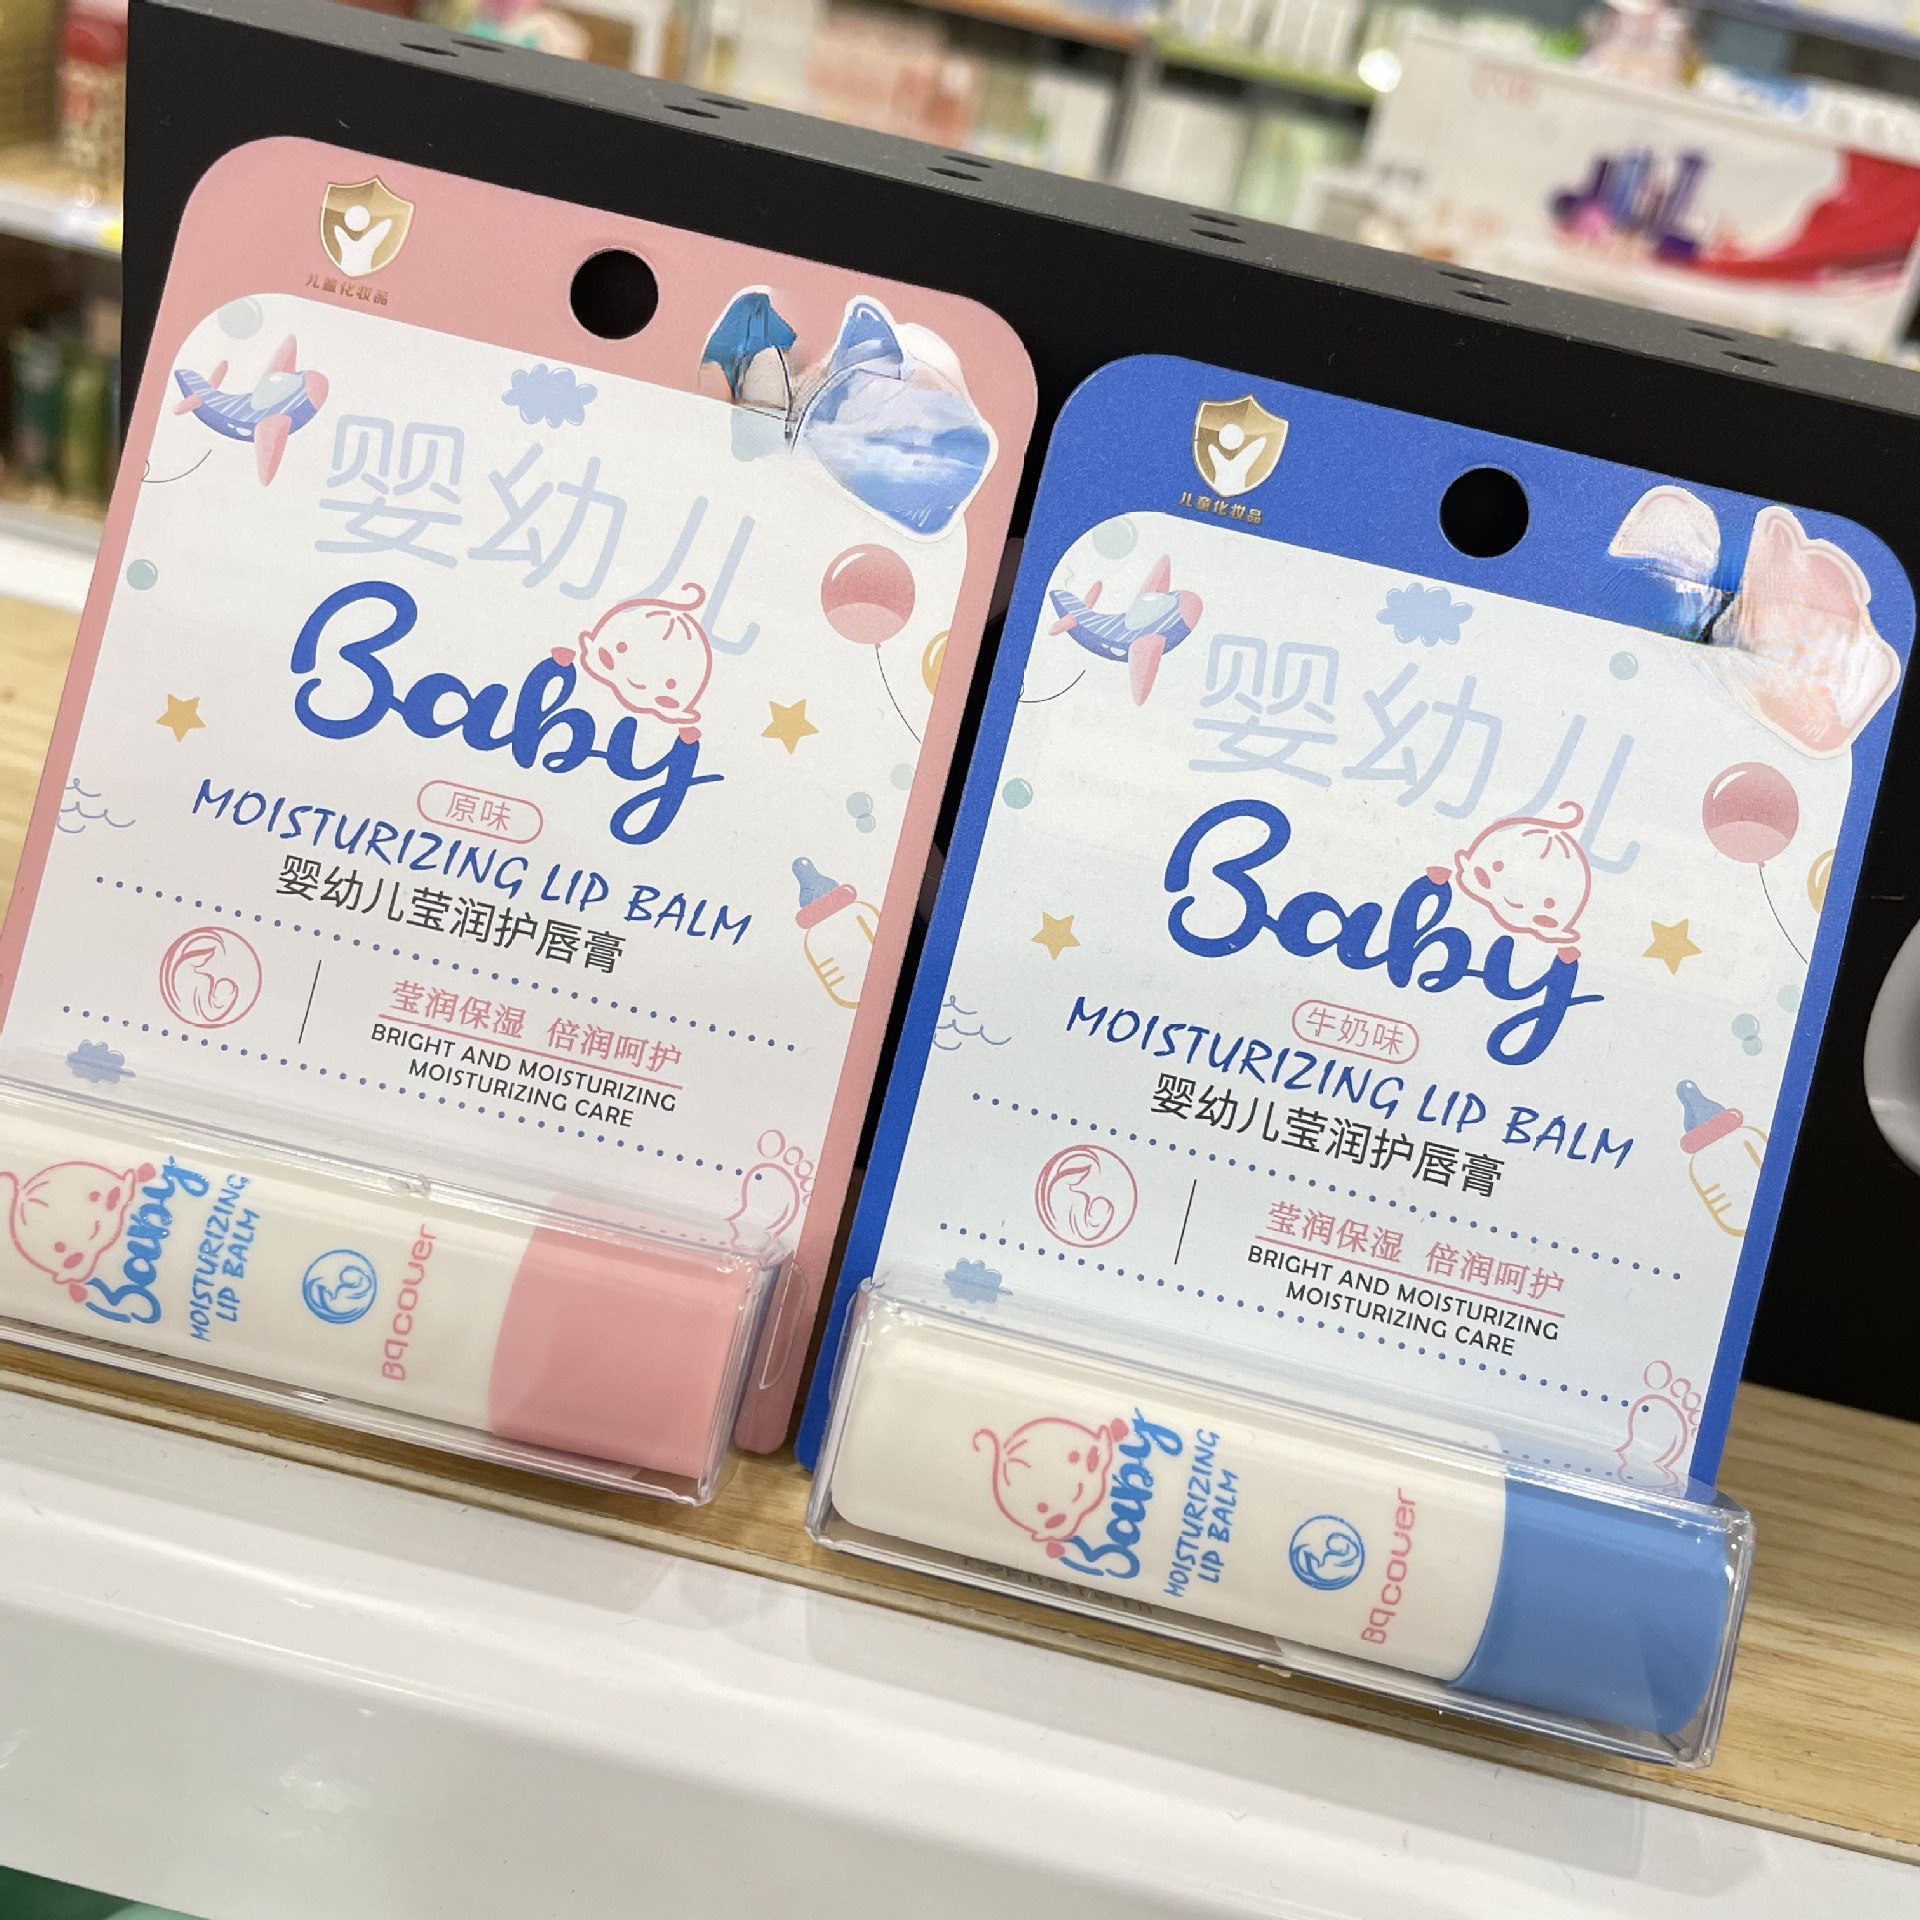 儿童化妆品
婴幼儿
Baby
原味
MOISTURIZING LIP BALM
婴幼儿莹润护唇膏
莹润保湿 倍润呵护
BRIGHT AND MOISTURIZING
MOISTURIZING CARE
Baby
MOISTURIZING
LIP BALM
Bqcouer
儿童化妆品
婴幼儿
Baby
牛奶味
MOISTURIZING LIP BALM
婴幼儿莹润护唇膏
莹润保湿 倍润呵护
BRIGHT AND MOISTURIZING
MOISTURIZING CARE
Baby
MOISTURIZING
LIP BALM
Bqcouer